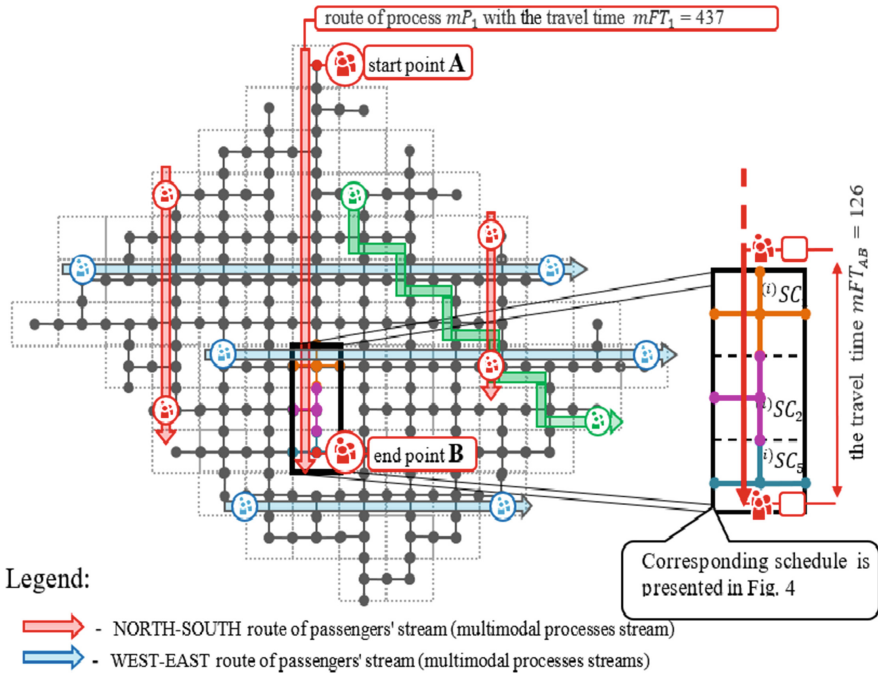 route of process mP₁ with the travel time mFT₁ = 437
start point A
the travel time mFT_AB = 126
(i)SC
SC₂
i)SC₅
end point B
Corresponding schedule is
presented in Fig. 4
Legend:
- NORTH-SOUTH route of passengers' stream (multimodal processes stream)
- WEST-EAST route of passengers' stream (multimodal processes streams)